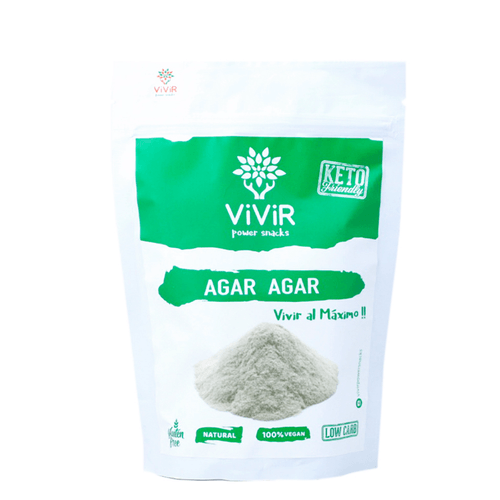 ViViR
KETO
Friendly
ViViR
power snacks
AGAR AGAR
Vivir al Máximo !!
Gluten
free
NATURAL
100% VEGAN
LOW CARB